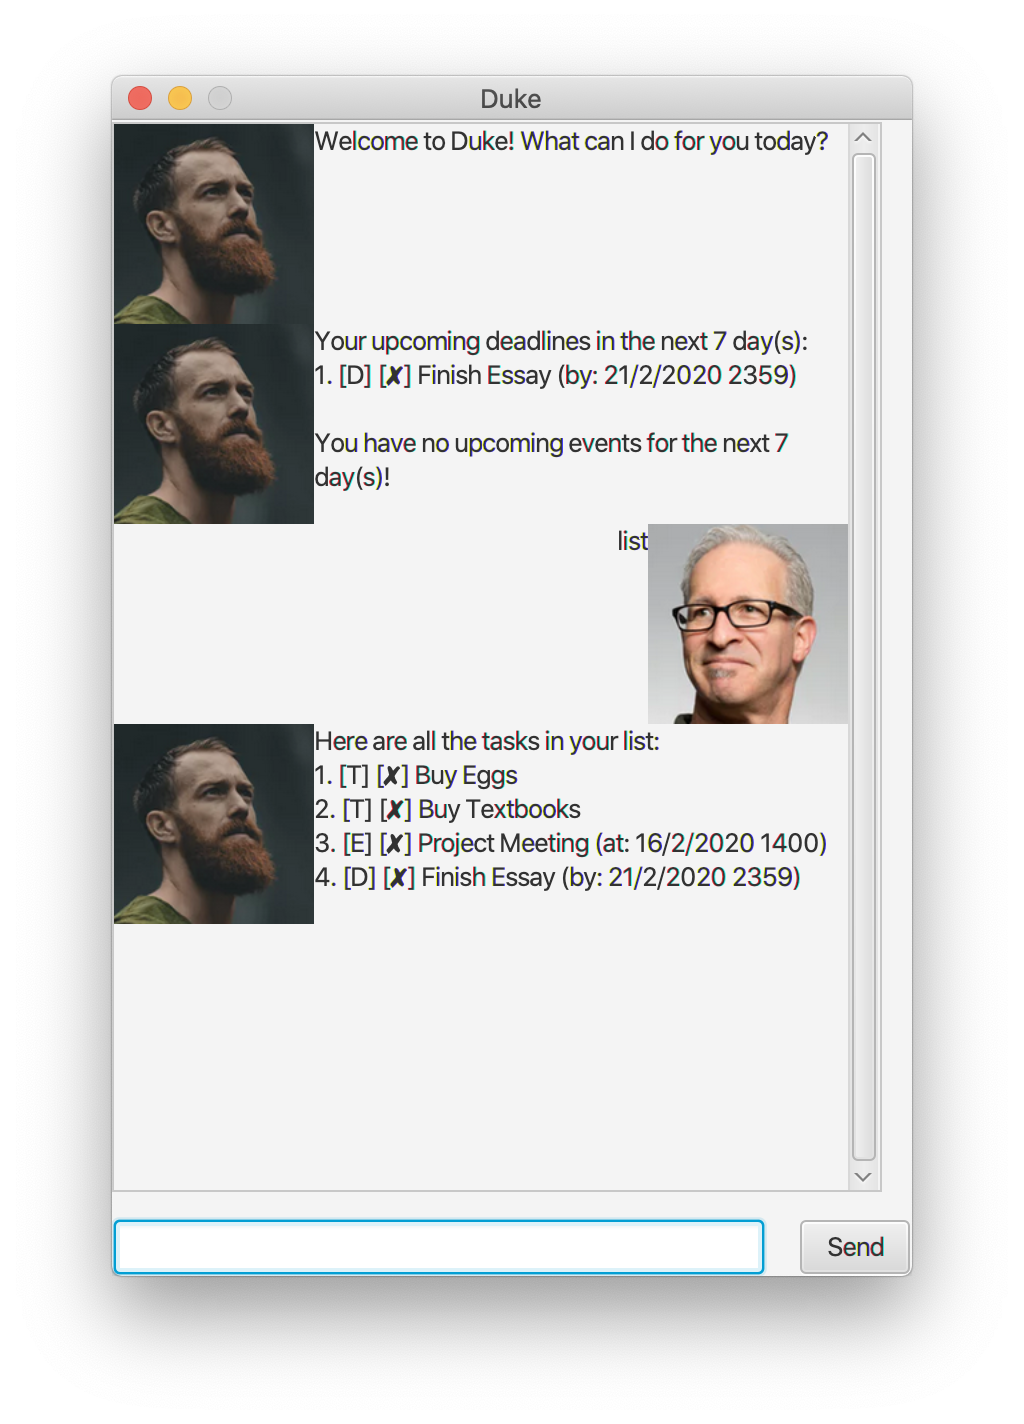 Duke
Welcome to Duke! What can I do for you today?
Your upcoming deadlines in the next 7 day(s):
1. [D] [✘] Finish Essay (by: 21/2/2020 2359)
You have no upcoming events for the next 7
day(s)!
list
Here are all the tasks in your list:
1. [T] [✘] Buy Eggs
2. [T] [✘] Buy Textbooks
3. [E] [✘] Project Meeting (at: 16/2/2020 1400)
4. [D] [✘] Finish Essay (by: 21/2/2020 2359)
Send